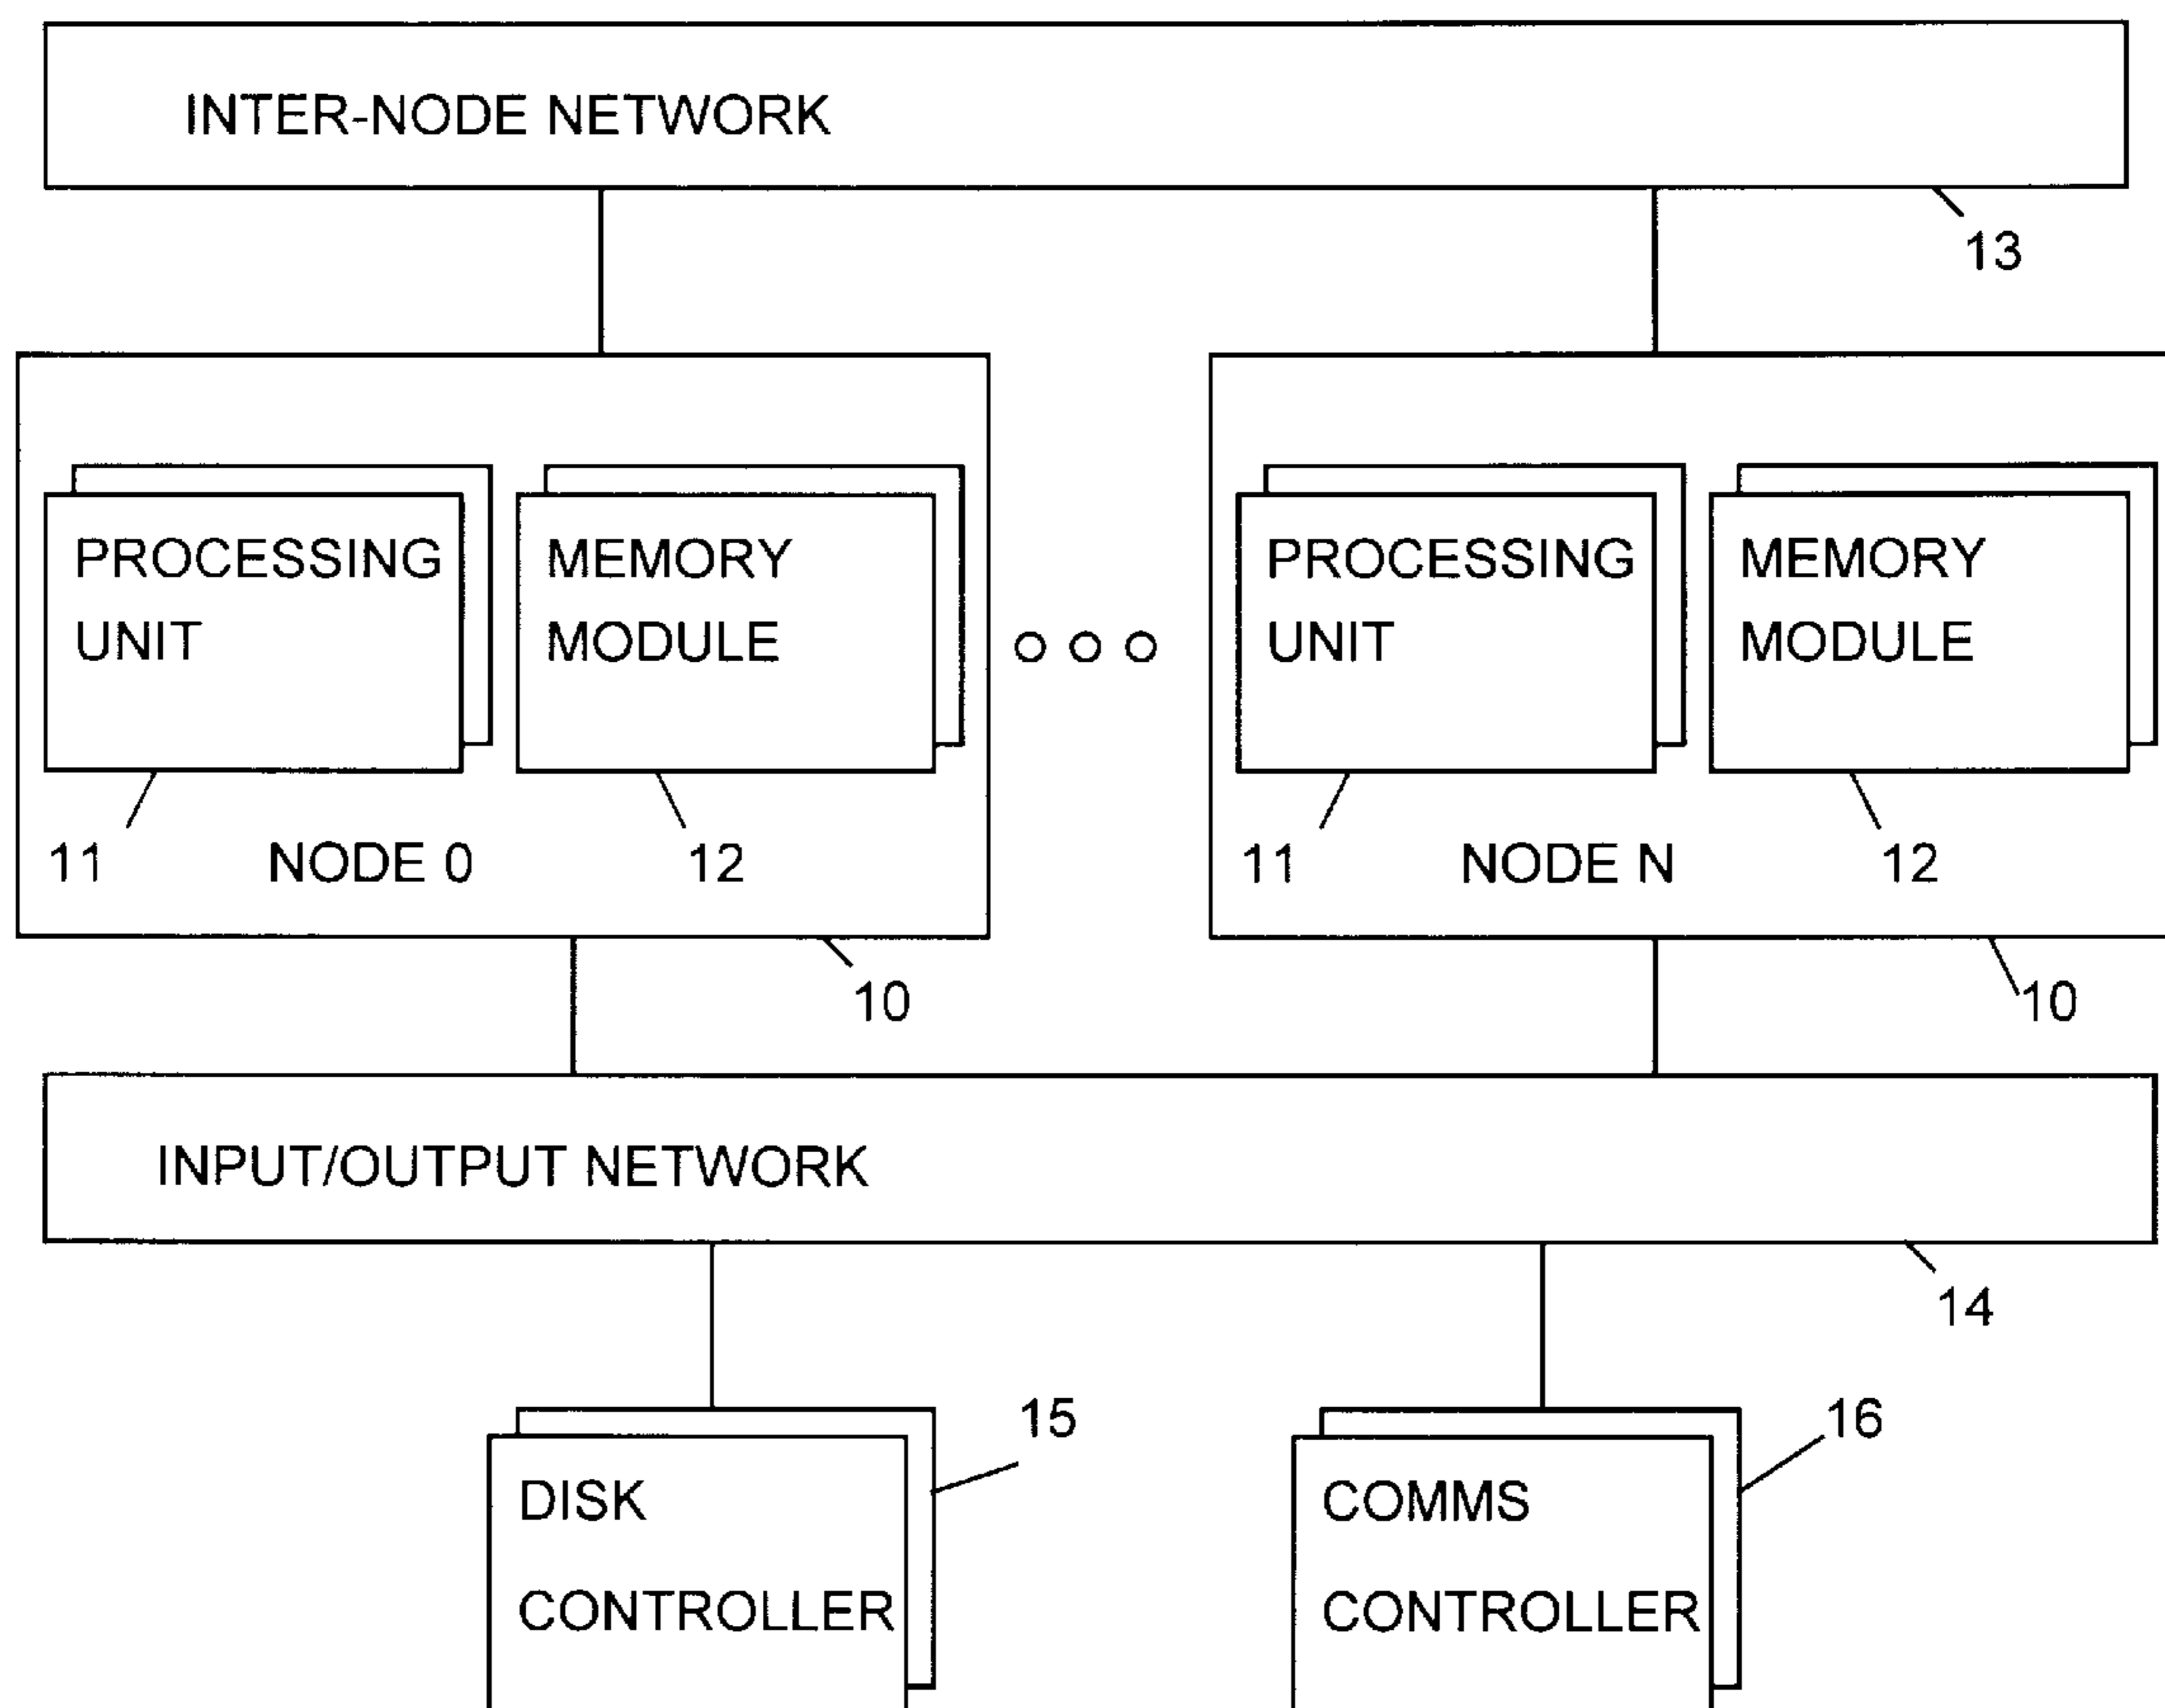 INTER-NODE NETWORK
13
PROCESSING
UNIT
MEMORY
MODULE
11
NODE 0
12
10
PROCESSING
UNIT
MEMORY
MODULE
11
NODE N
12
10
INPUT/OUTPUT NETWORK
14
DISK
CONTROLLER
15
COMMS
CONTROLLER
16